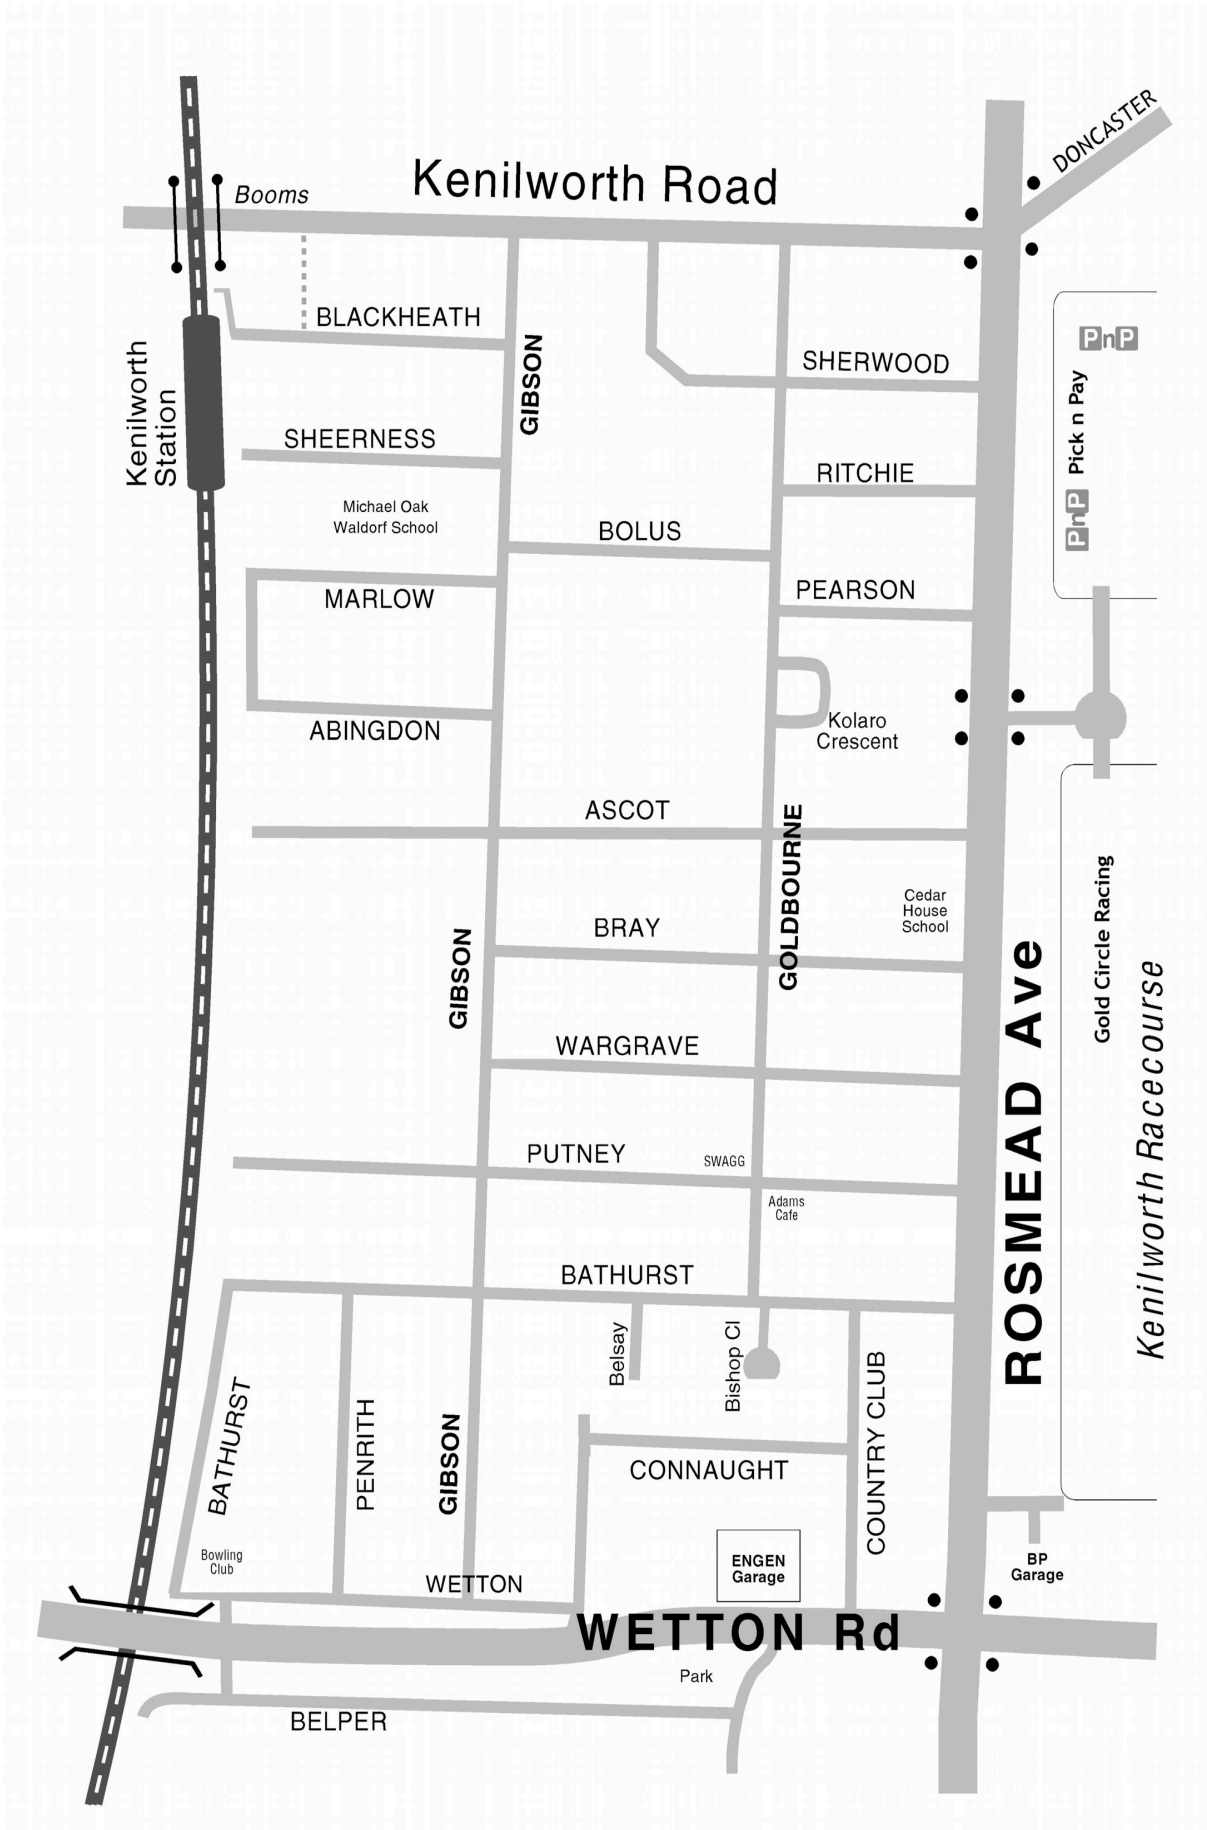 DONCASTER
Kenilworth Road
Booms
BLACKHEATH
GIBSON
SHERWOOD
PnP
Kenilworth
Station
Pick n Pay
SHEERNESS
RITCHIE
Michael Oak
Waldorf School
PnP
BOLUS
MARLOW
PEARSON
ABINGDON
Kolaro
Crescent
ASCOT
GOLDBOURNE
Cedar
House
School
Gold Circle Racing
BRAY
GIBSON
ROSMEAD Ave
Kenilworth Racecourse
WARGRAVE
PUTNEY
SWAGG
Adams
Cafe
BATHURST
Belsay
Bishop Cl
BATHURST
PENRITH
GIBSON
CONNAUGHT
COUNTRY CLUB
Bowling
Club
ENGEN
Garage
BP
Garage
WETTON
WETTON Rd
Park
BELPER